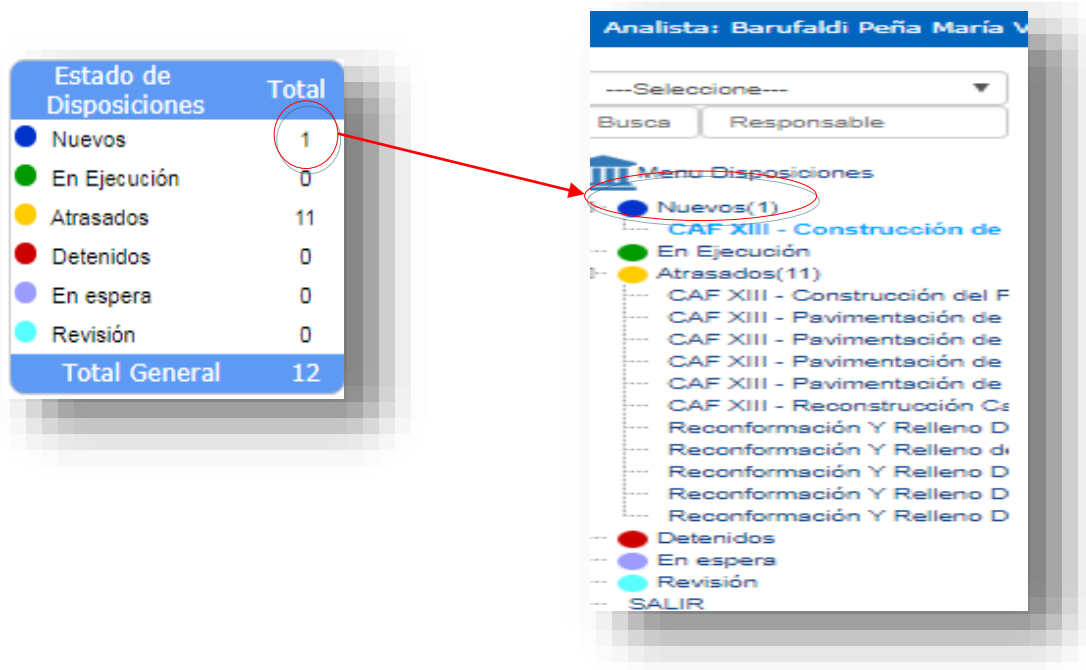 Estado de
Disposiciones
Total
Nuevos 1
En Ejecución 0
Atrasados 11
Detenidos 0
En espera 0
Revisión 0
Total General 12
Analista: Barufaldi Peña María V
---Seleccione---
Busca Responsable
Menu Disposiciones
Nuevos(1)
CAF XIII - Construcción de
En Ejecución
Atrasados(11)
CAF XIII - Construcción del F
CAF XIII - Pavimentación de
CAF XIII - Pavimentación de
CAF XIII - Pavimentación de
CAF XIII - Pavimentación de
CAF XIII - Reconstrucción Ca
Reconformación Y Relleno D
Reconformación Y Relleno de
Reconformación Y Relleno D
Reconformación Y Relleno D
Reconformación Y Relleno D
Detenidos
En espera
Revisión
SALIR